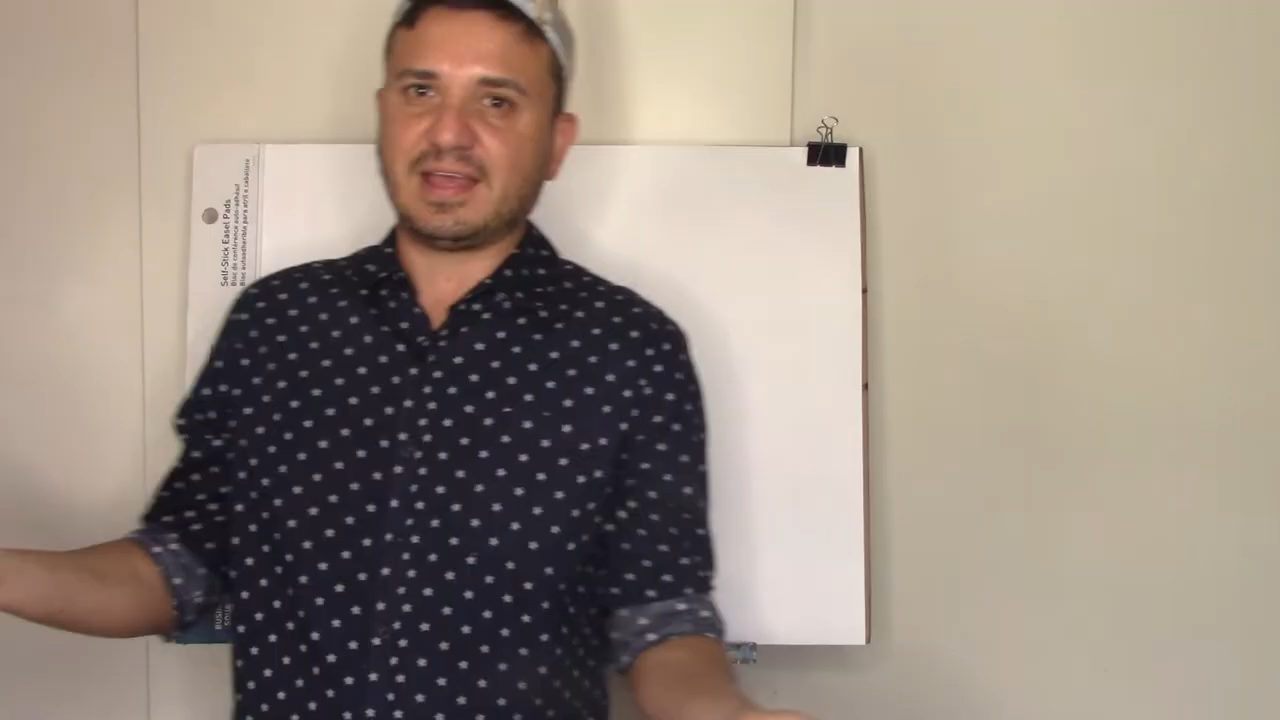 Self-Stick Easel Pads
Bloc de conférence auto-adhésif
Bloc autoadherible para atril o caballete